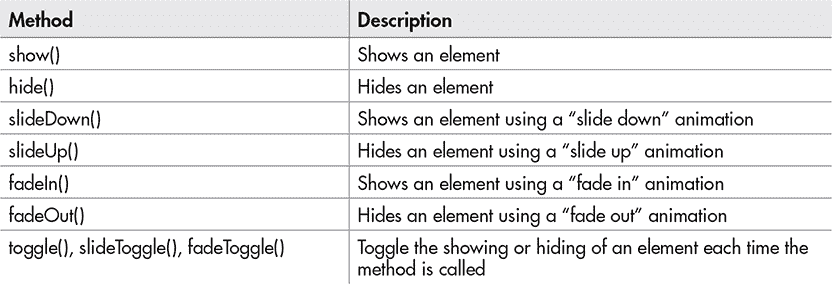 Method Description
show() Shows an element
hide() Hides an element
slideDown() Shows an element using a “slide down” animation
slideUp() Hides an element using a “slide up” animation
fadeIn() Shows an element using a “fade in” animation
fadeOut() Hides an element using a “fade out” animation
toggle(), slideToggle(), fadeToggle() Toggle the showing or hiding of an element each time the
method is called